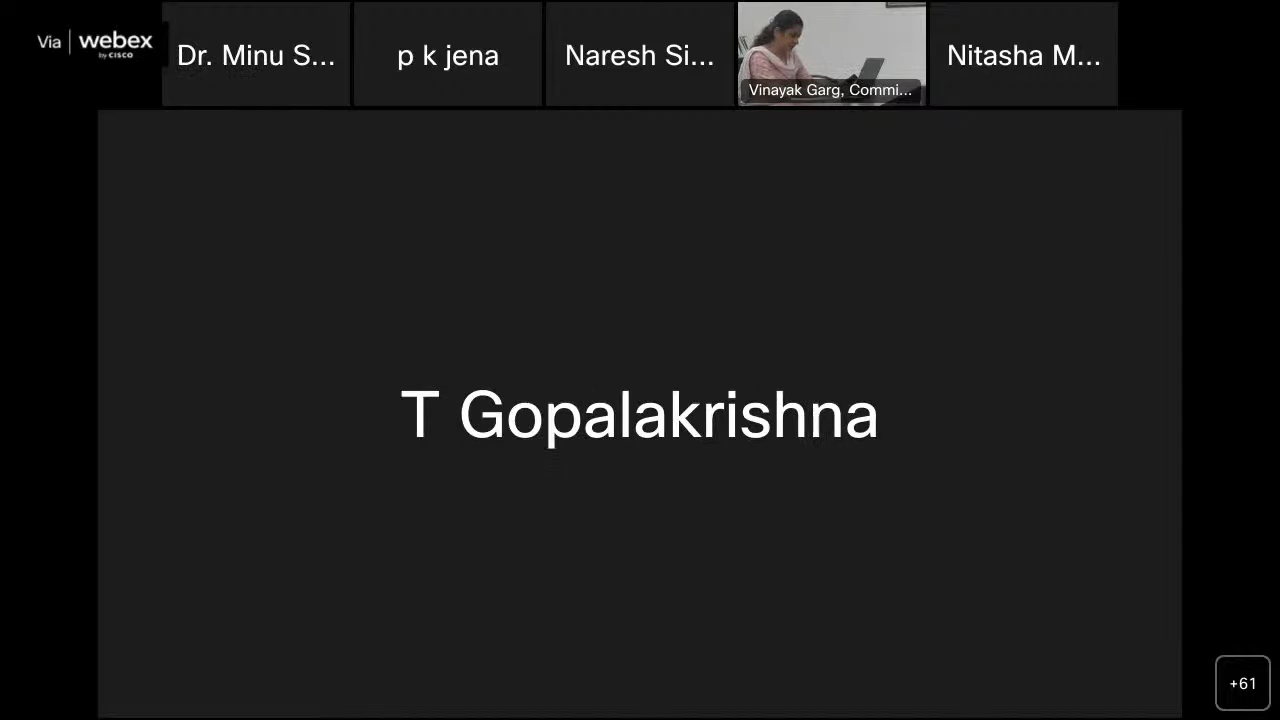 Via webex
by CISCO
Dr. Minu S...
p k jena
Naresh Si...
Vinayak Garg, Commi...
Nitasha M...
T Gopalakrishna
+61